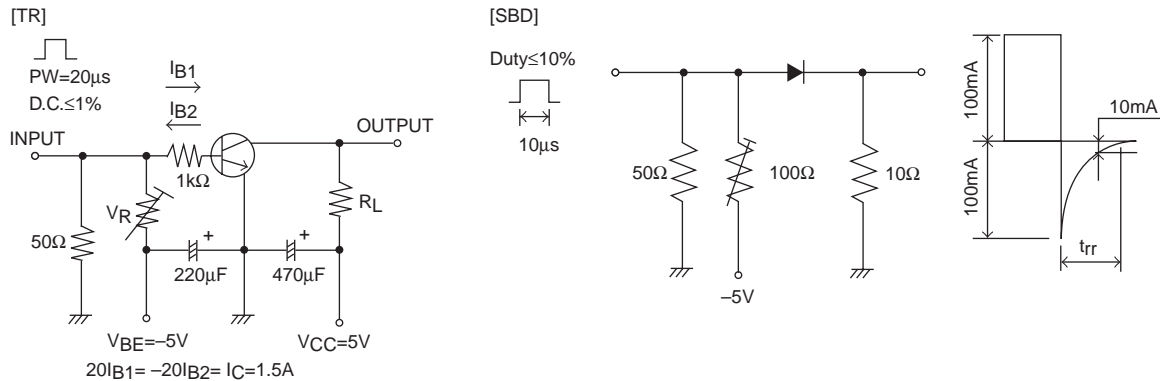 [TR]
PW=20μs
D.C.≤1%
IB1
IB2
INPUT
OUTPUT
1kΩ
VR
RL
50Ω
+
220μF
+
470μF
VBE=–5V
VCC=5V
20IB1= –20IB2= IC=1.5A
[SBD]
Duty≤10%
10μs
50Ω
100Ω
10Ω
–5V
100mA
100mA
10mA
trr